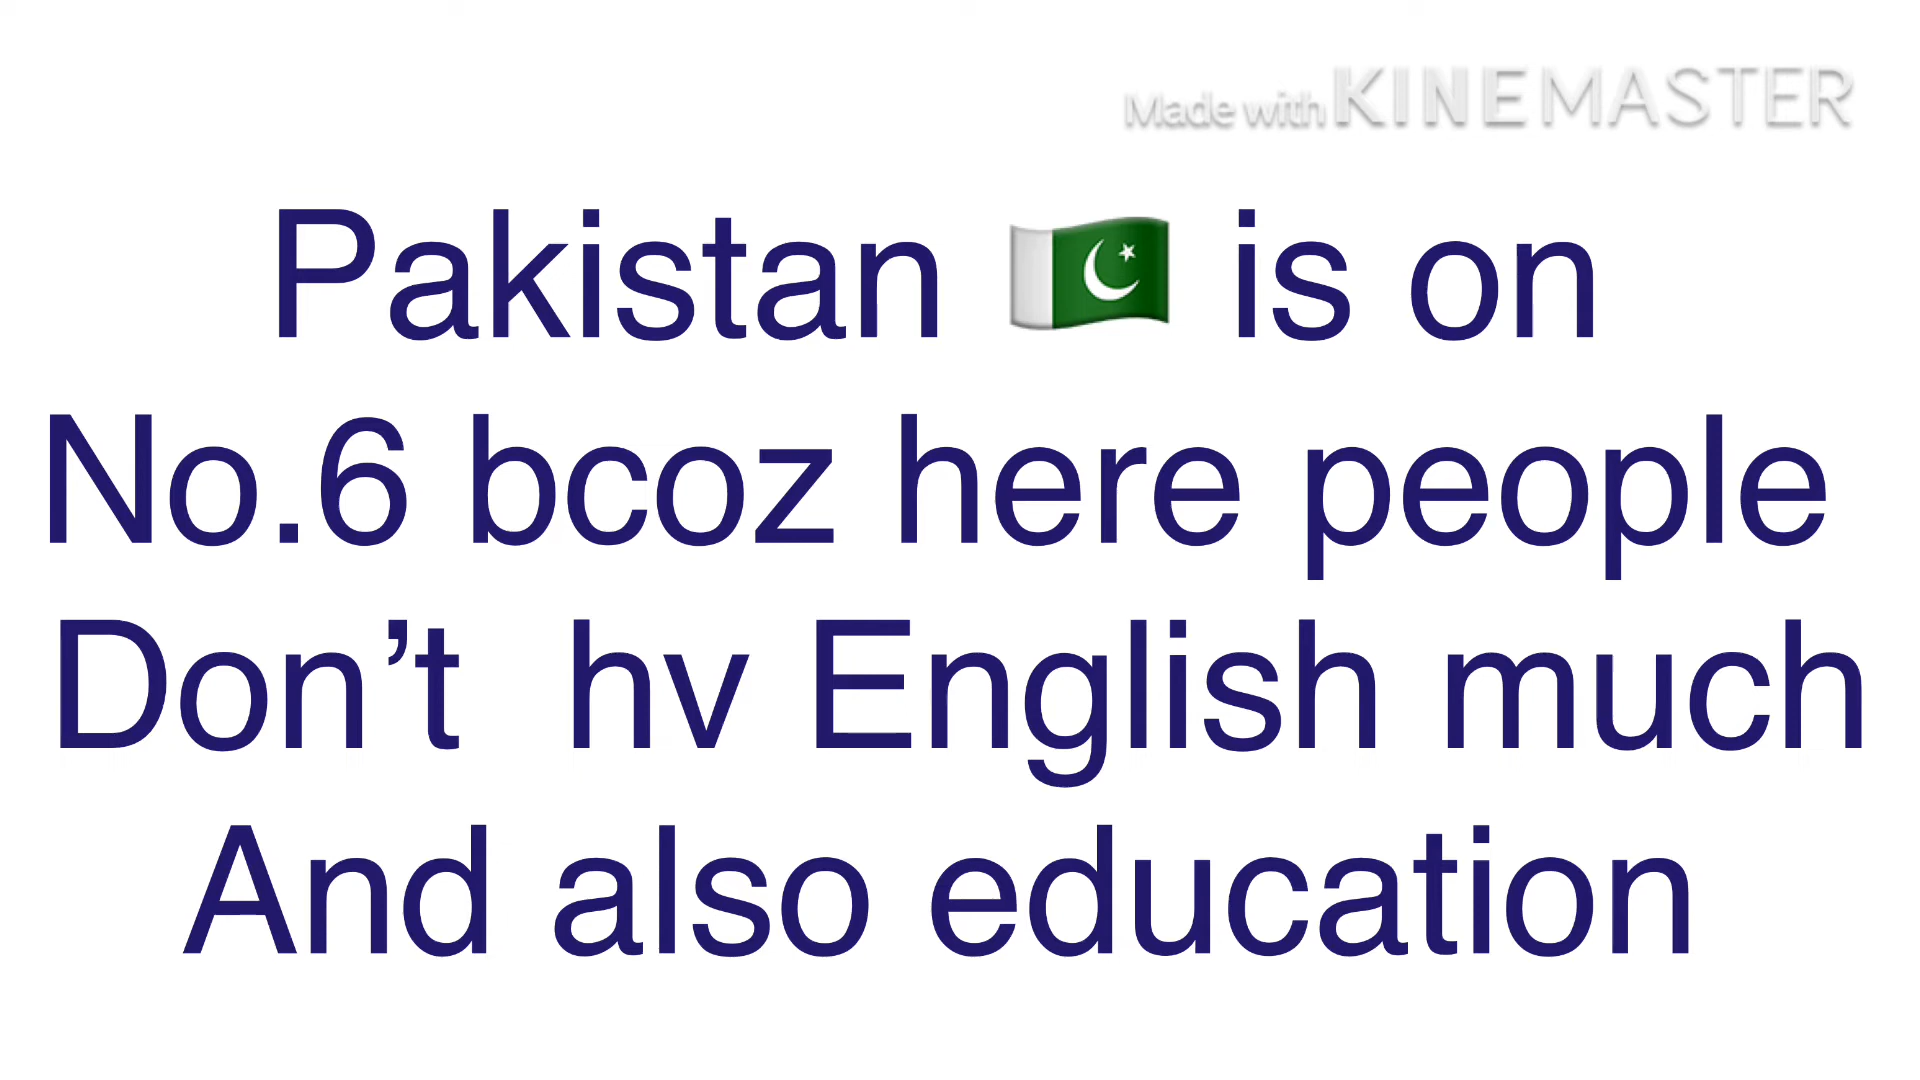 Made with KINEMASTER
Pakistan 🇵🇰 is on
No.6 bcoz here people
Don’t  hv English much
And also education